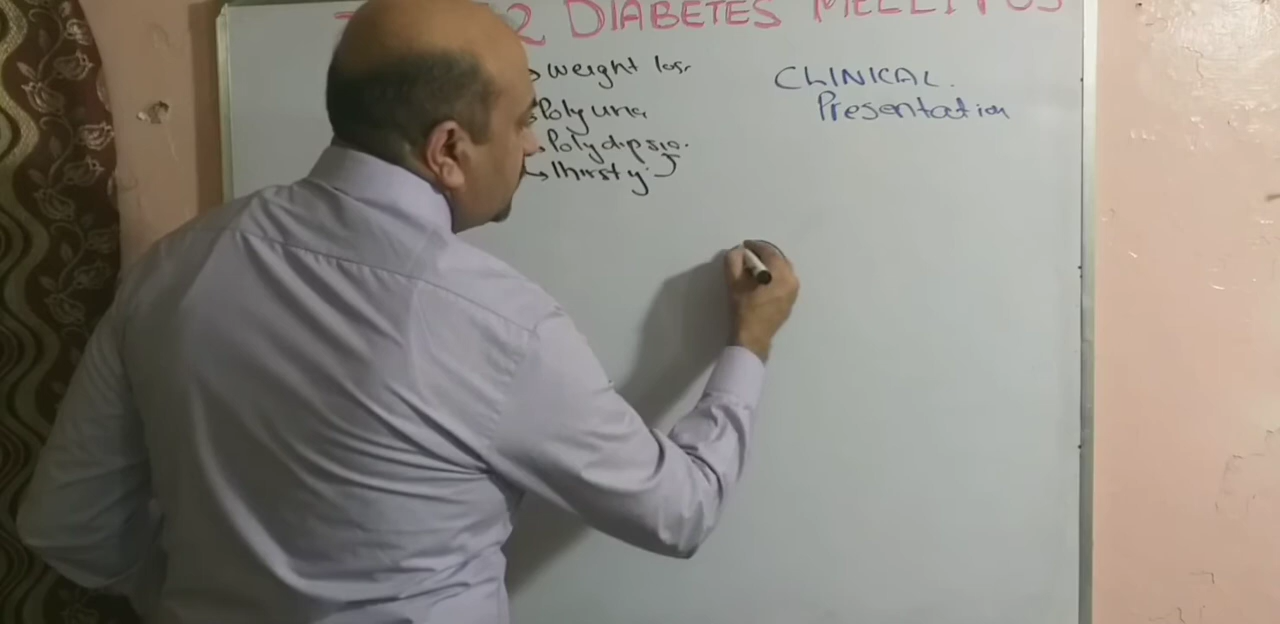 2 DIABETES MELLITUS
weight loss
Polyuria
Polydipsia.
thirsty.
CLINICAL.
Presentation